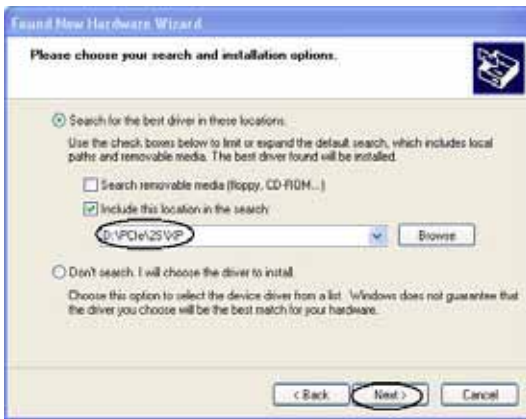 Found New Hardware Wizard
Please choose your search and installation options.
Search for the best driver in these locations.
Use the check boxes below to limit or expand the default search, which includes local
paths and removable media. The best driver found will be installed.
Search removable media (floppy, CD-ROM...)
Include this location in the search:
D:\PCIe\2S\XP
Browse
Don't search. I will choose the driver to install.
Choose this option to select the device driver from a list. Windows does not guarantee that
the driver you choose will be the best match for your hardware.
< Back
Next >
Cancel